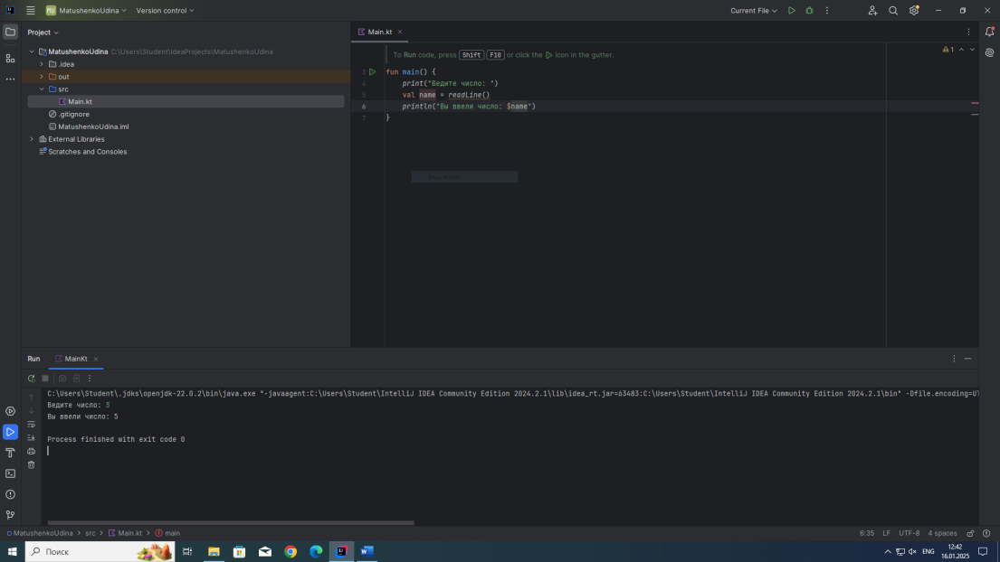 MU MatushenkoUdina Version control Current File
Project
Main.kt
MatushenkoUdina C:\Users\Student\IdeaProjects\MatushenkoUdina
.idea
out
src
Main.kt
.gitignore
MatushenkoUdina.iml
External Libraries
Scratches and Consoles
To Run code, press Shift F10 or click the icon in the gutter.
1
3 fun main() {
4 print("Ведите число: ")
5 val name = readLine()
6 println("Вы ввели число: $name")
7 }
Run MainKt
C:\Users\Student\.jdks\openjdk-22.0.2\bin\java.exe "-javaagent:C:\Users\Student\IntelliJ IDEA Community Edition 2024.2.1\lib\idea_rt.jar=63483:C:\Users\Student\IntelliJ IDEA Community Edition 2024.2.1\bin" -Dfile.encoding=UT
Ведите число: 5
Вы ввели число: 5
Process finished with exit code 0
MatushenkoUdina src Main.kt main 6:35 LF UTF-8 4 spaces
Поиск
ENG
12:42
16.01.2025